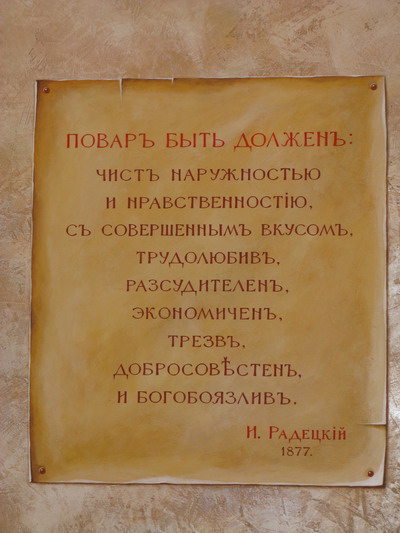 ПОВАРЪ БЫТЬ ДОЛЖЕНЪ:
ЧИСТЪ НАРУЖНОСТЬЮ
И НРАВСТВЕННОСТІЮ,
СЪ СОВЕРШЕННЫМЪ ВКУСОМЪ,
ТРУДОЛЮБИВЪ,
РАЗСУДИТЕЛЕНЪ,
ЭКОНОМИЧЕНЪ,
ТРЕЗВЪ,
ДОБРОСОВѢСТЕНЪ,
И БОГОБОЯЗЛИВЪ.
И. РАДЕЦКІЙ
1877.